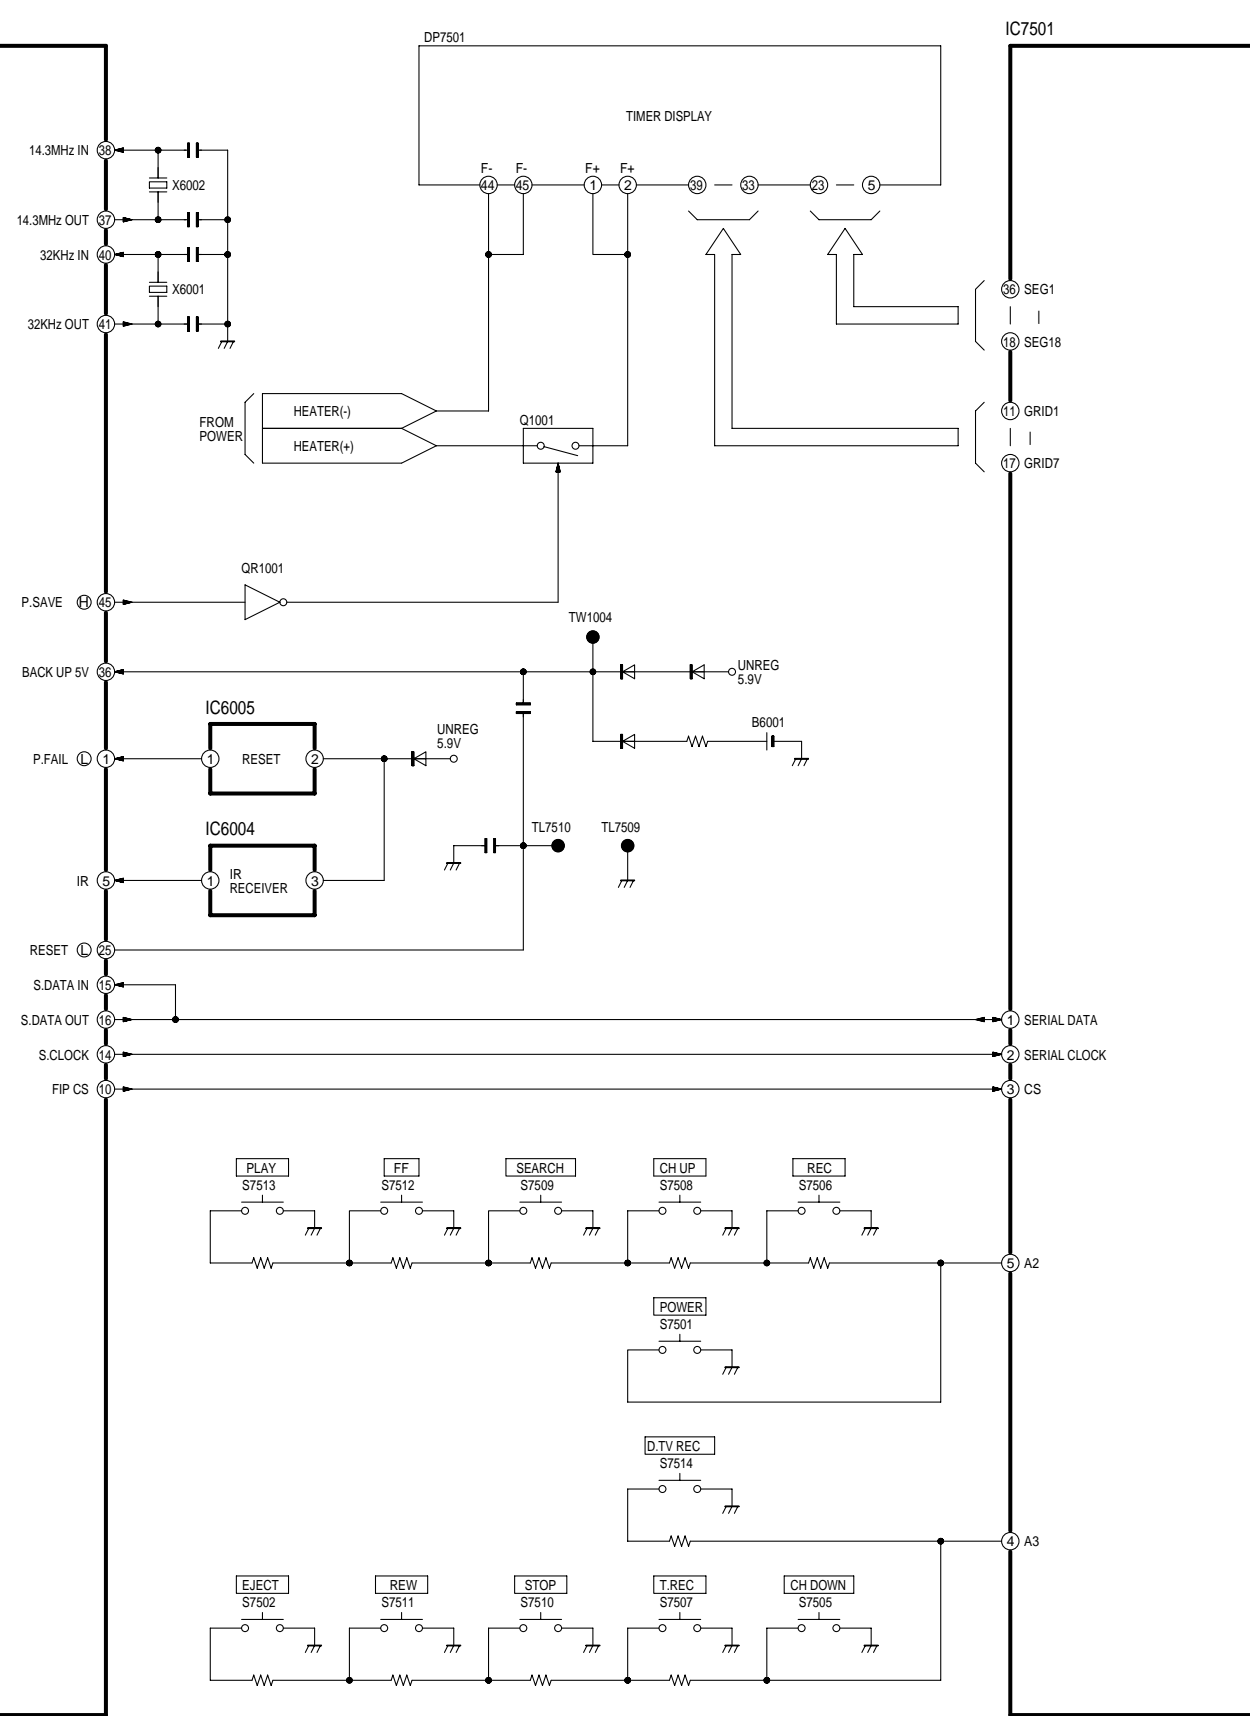 IC7501
DP7501
TIMER DISPLAY
F- F- F+ F+
44 45 1 2 39 33 23 5
14.3MHz IN 38
X6002
14.3MHz OUT 37
32KHz IN 40
X6001
32KHz OUT 41
36 SEG1
18 SEG18
11 GRID1
17 GRID7
FROM
POWER
HEATER(-)
HEATER(+)
Q1001
QR1001
P.SAVE H 45
TW1004
BACK UP 5V 36
UNREG
5.9V
B6001
IC6005
UNREG
5.9V
P.FAIL L 1
1 RESET 2
IC6004
TL7510
TL7509
IR 5
1 IR
RECEIVER 3
RESET L 25
S.DATA IN 15
S.DATA OUT 16
1 SERIAL DATA
S.CLOCK 14
2 SERIAL CLOCK
FIP CS 10
3 CS
PLAY FF SEARCH CH UP REC
S7513 S7512 S7509 S7508 S7506
5 A2
POWER
S7501
D.TV REC
S7514
4 A3
EJECT REW STOP T.REC CH DOWN
S7502 S7511 S7510 S7507 S7505